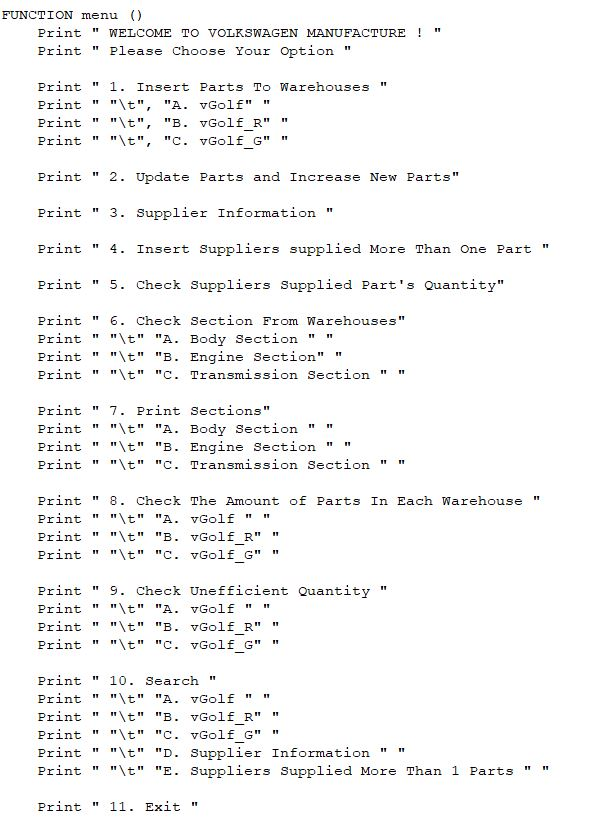 FUNCTION menu ()
Print " WELCOME TO VOLKSWAGEN MANUFACTURE ! "
Print " Please Choose Your Option "
Print " 1. Insert Parts To Warehouses "
Print " "\t", "A. vGolf" "
Print " "\t", "B. vGolf_R" "
Print " "\t", "C. vGolf_G" "
Print " 2. Update Parts and Increase New Parts"
Print " 3. Supplier Information "
Print " 4. Insert Suppliers supplied More Than One Part "
Print " 5. Check Suppliers Supplied Part's Quantity"
Print " 6. Check Section From Warehouses"
Print " "\t" "A. Body Section " "
Print " "\t" "B. Engine Section" "
Print " "\t" "C. Transmission Section " "
Print " 7. Print Sections"
Print " "\t" "A. Body Section " "
Print " "\t" "B. Engine Section " "
Print " "\t" "C. Transmission Section " "
Print " 8. Check The Amount of Parts In Each Warehouse "
Print " "\t" "A. vGolf " "
Print " "\t" "B. vGolf_R" "
Print " "\t" "C. vGolf_G" "
Print " 9. Check Unefficient Quantity "
Print " "\t" "A. vGolf " "
Print " "\t" "B. vGolf_R" "
Print " "\t" "C. vGolf_G" "
Print " 10. Search "
Print " "\t" "A. vGolf " "
Print " "\t" "B. vGolf_R" "
Print " "\t" "C. vGolf_G" "
Print " "\t" "D. Supplier Information " "
Print " "\t" "E. Suppliers Supplied More Than 1 Parts " "
Print " 11. Exit "